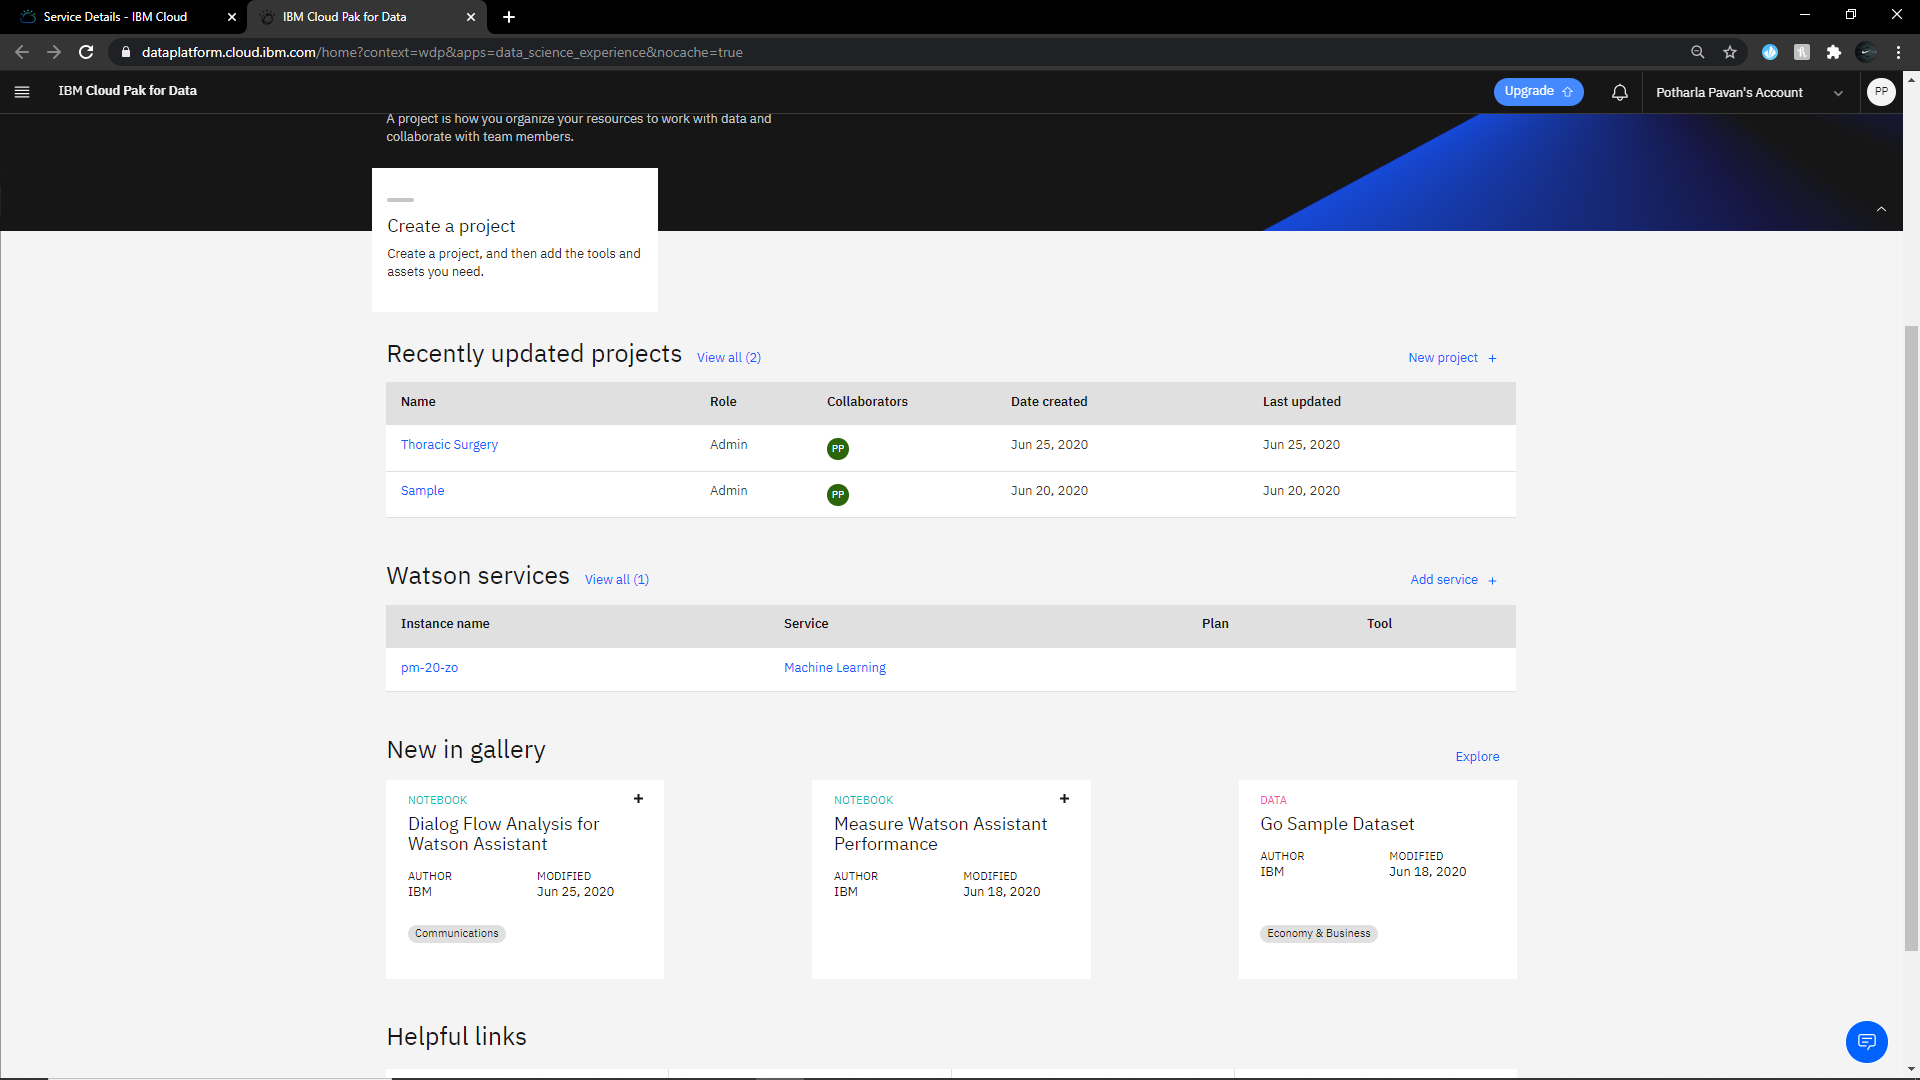 Service Details - IBM Cloud
IBM Cloud Pak for Data
dataplatform.cloud.ibm.com/home?context=wdp&apps=data_science_experience&nocache=true
IBM Cloud Pak for Data
Upgrade
Potharla Pavan's Account
PP
A project is how you organize your resources to work with data and
collaborate with team members.
Create a project
Create a project, and then add the tools and
assets you need.
Recently updated projects
View all (2)
New project +
Name Role Collaborators Date created Last updated
Thoracic Surgery Admin PP Jun 25, 2020 Jun 25, 2020
Sample Admin PP Jun 20, 2020 Jun 20, 2020
Watson services
View all (1)
Add service +
Instance name Service Plan Tool
pm-20-zo Machine Learning
New in gallery
Explore
NOTEBOOK
Dialog Flow Analysis for
Watson Assistant
AUTHOR MODIFIED
IBM Jun 25, 2020
Communications
NOTEBOOK
Measure Watson Assistant
Performance
AUTHOR MODIFIED
IBM Jun 18, 2020
DATA
Go Sample Dataset
AUTHOR MODIFIED
IBM Jun 18, 2020
Economy & Business
Helpful links